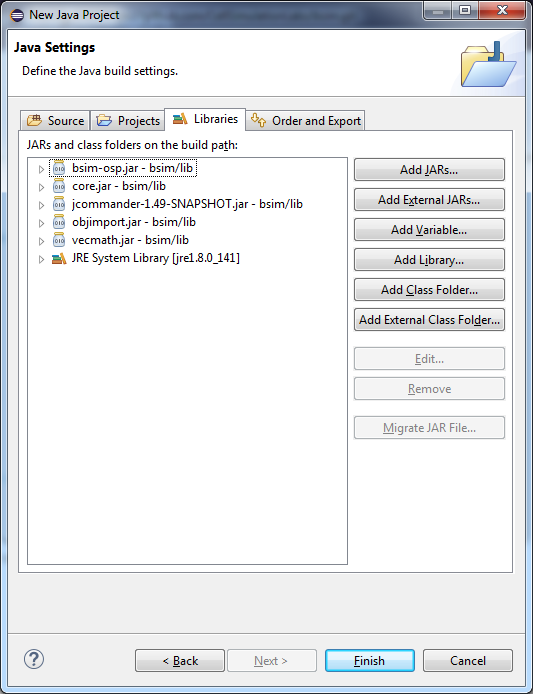 New Java Project
Java Settings
Define the Java build settings.
Source Projects Libraries Order and Export
JARs and class folders on the build path:
bsim-osp.jar - bsim/lib
core.jar - bsim/lib
jcommander-1.49-SNAPSHOT.jar - bsim/lib
objimport.jar - bsim/lib
vecmath.jar - bsim/lib
JRE System Library [jre1.8.0_141]
Add JARs...
Add External JARs...
Add Variable...
Add Library...
Add Class Folder...
Add External Class Folder...
Edit...
Remove
Migrate JAR File...
?
< Back
Next >
Finish
Cancel